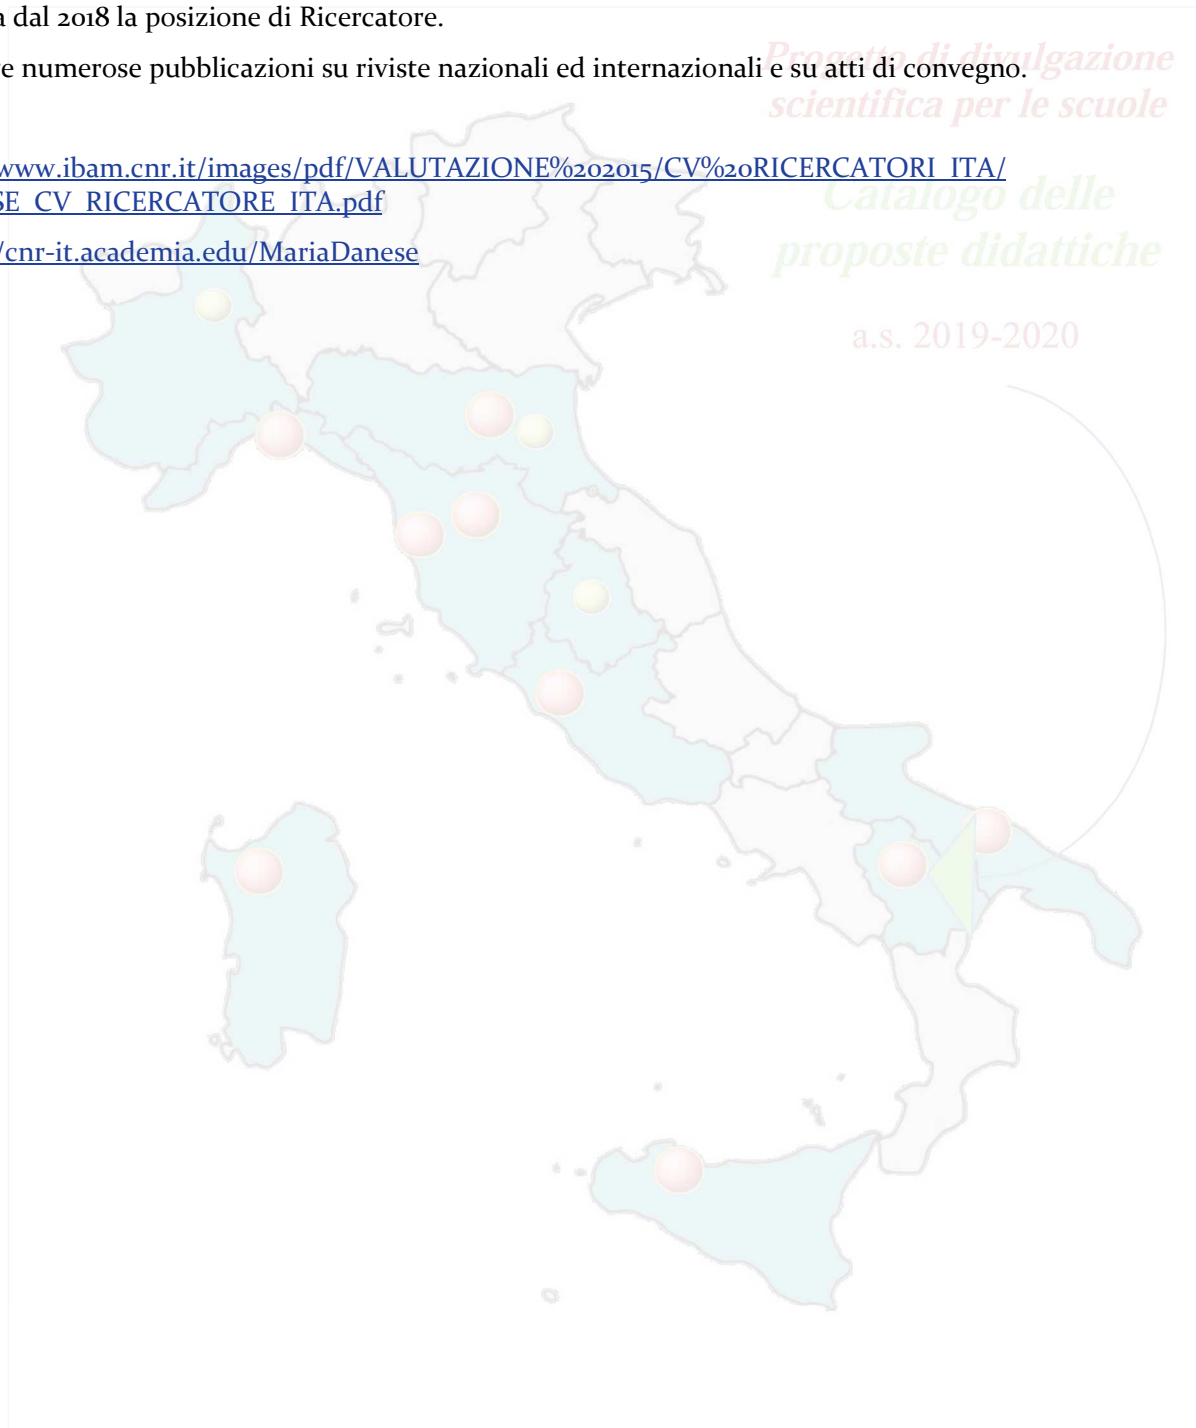 a dal 2018 la posizione di Ricercatore.
e numerose pubblicazioni su riviste nazionali ed internazionali e su atti di convegno.
Progetto di divulgazione
scientifica per le scuole
www.ibam.cnr.it/images/pdf/VALUTAZIONE%202015/CV%20RICERCATORI_ITA/
SE_CV_RICERCATORE_ITA.pdf
/cnr-it.academia.edu/MariaDanese
Catalogo delle
proposte didattiche
a.s. 2019-2020